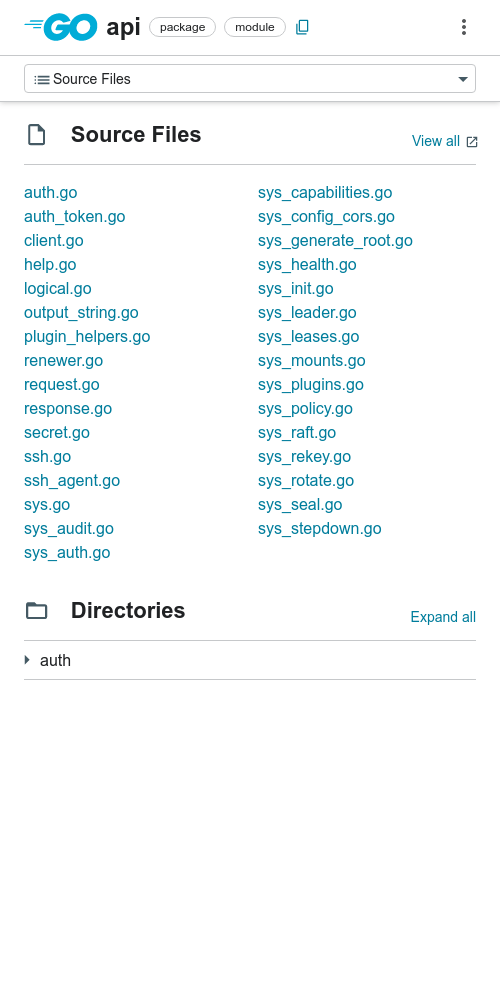 GO api package module
Source Files
Source Files
View all
auth.go
auth_token.go
client.go
help.go
logical.go
output_string.go
plugin_helpers.go
renewer.go
request.go
response.go
secret.go
ssh.go
ssh_agent.go
sys.go
sys_audit.go
sys_auth.go
sys_capabilities.go
sys_config_cors.go
sys_generate_root.go
sys_health.go
sys_init.go
sys_leader.go
sys_leases.go
sys_mounts.go
sys_plugins.go
sys_policy.go
sys_raft.go
sys_rekey.go
sys_rotate.go
sys_seal.go
sys_stepdown.go
Directories
Expand all
auth